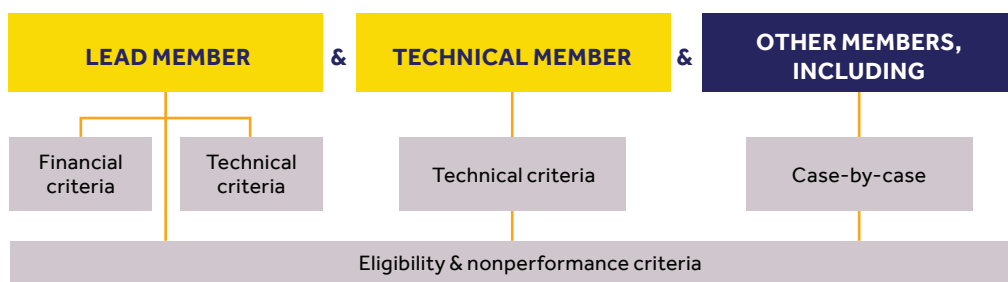 LEAD MEMBER & TECHNICAL MEMBER & OTHER MEMBERS,
INCLUDING
Financial
criteria
Technical
criteria
Technical criteria
Case-by-case
Eligibility & nonperformance criteria